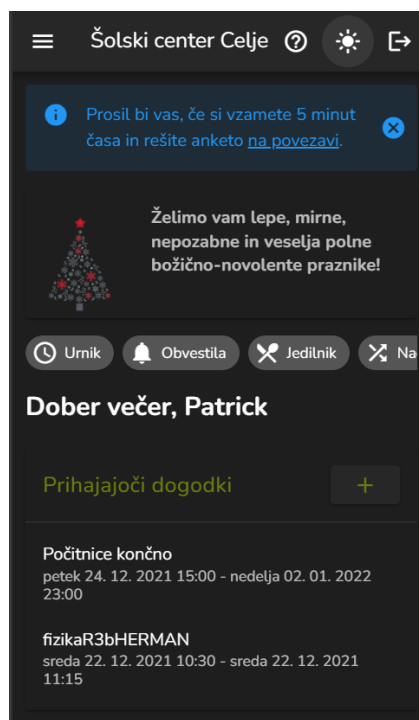 Šolski center Celje
Prosil bi vas, če si vzamete 5 minut
časa in rešite anketo na povezavi.
Želimo vam lepe, mirne,
nepozabne in veselja polne
božično-novolente praznike!
Urnik Obvestila Jedilnik Na
Dober večer, Patrick
Prihajajoči dogodki +
Počitnice končno
petek 24. 12. 2021 15:00 - nedelja 02. 01. 2022
23:00
fizikaR3bHERMAN
sreda 22. 12. 2021 10:30 - sreda 22. 12. 2021
11:15